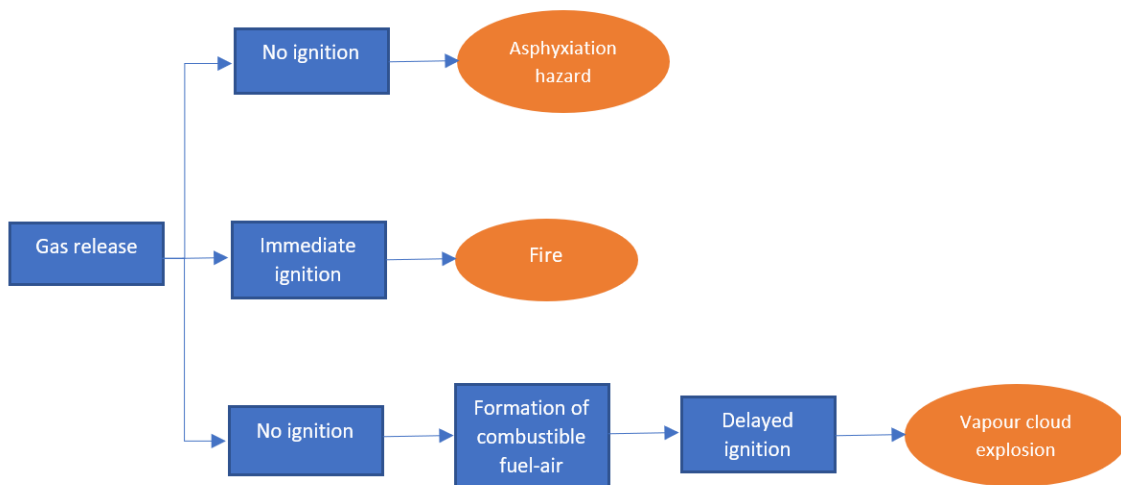 No ignition
Asphyxiation
hazard
Gas release
Immediate
ignition
Fire
No ignition
Formation of
combustible
fuel-air
Delayed
ignition
Vapour cloud
explosion